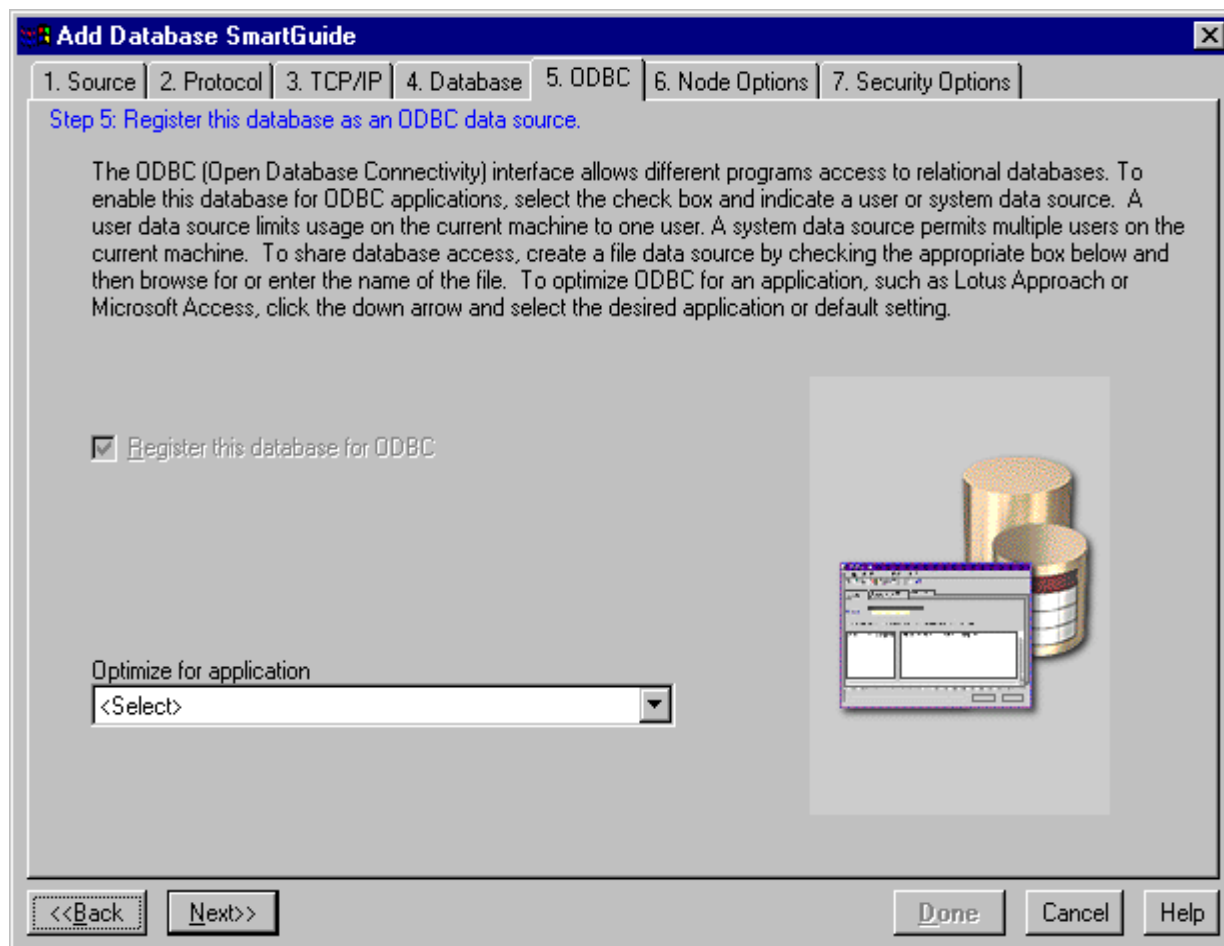 Add Database SmartGuide
1. Source 2. Protocol 3. TCP/IP 4. Database 5. ODBC 6. Node Options 7. Security Options
Step 5: Register this database as an ODBC data source.
The ODBC (Open Database Connectivity) interface allows different programs access to relational databases. To
enable this database for ODBC applications, select the check box and indicate a user or system data source. A
user data source limits usage on the current machine to one user. A system data source permits multiple users on the
current machine. To share database access, create a file data source by checking the appropriate box below and
then browse for or enter the name of the file. To optimize ODBC for an application, such as Lotus Approach or
Microsoft Access, click the down arrow and select the desired application or default setting.
Register this database for ODBC
Optimize for application
<Select>
<<Back Next>> Done Cancel Help